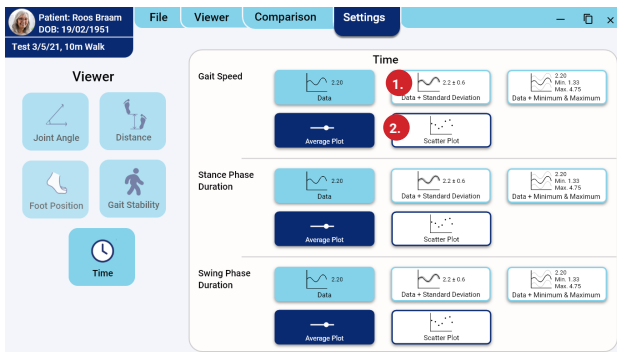 Patient: Roos Braam
DOB: 19/02/1951
File
Viewer
Comparison
Settings
Test 3/5/21, 10m Walk
Viewer
Joint Angle
Distance
Foot Position
Gait Stability
Time
Time
Gait Speed
2.20
Data
1.
2.2 ± 0.6
Data + Standard Deviation
2.20
Min. 1.33
Max. 4.75
Data + Minimum & Maximum
Average Plot
2.
Scatter Plot
Stance Phase
Duration
2.20
Data
2.2 ± 0.6
Data + Standard Deviation
2.20
Min. 1.33
Max. 4.75
Data + Minimum & Maximum
Average Plot
Scatter Plot
Swing Phase
Duration
2.20
Data
2.2 ± 0.6
Data + Standard Deviation
2.20
Min. 1.33
Max. 4.75
Data + Minimum & Maximum
Average Plot
Scatter Plot